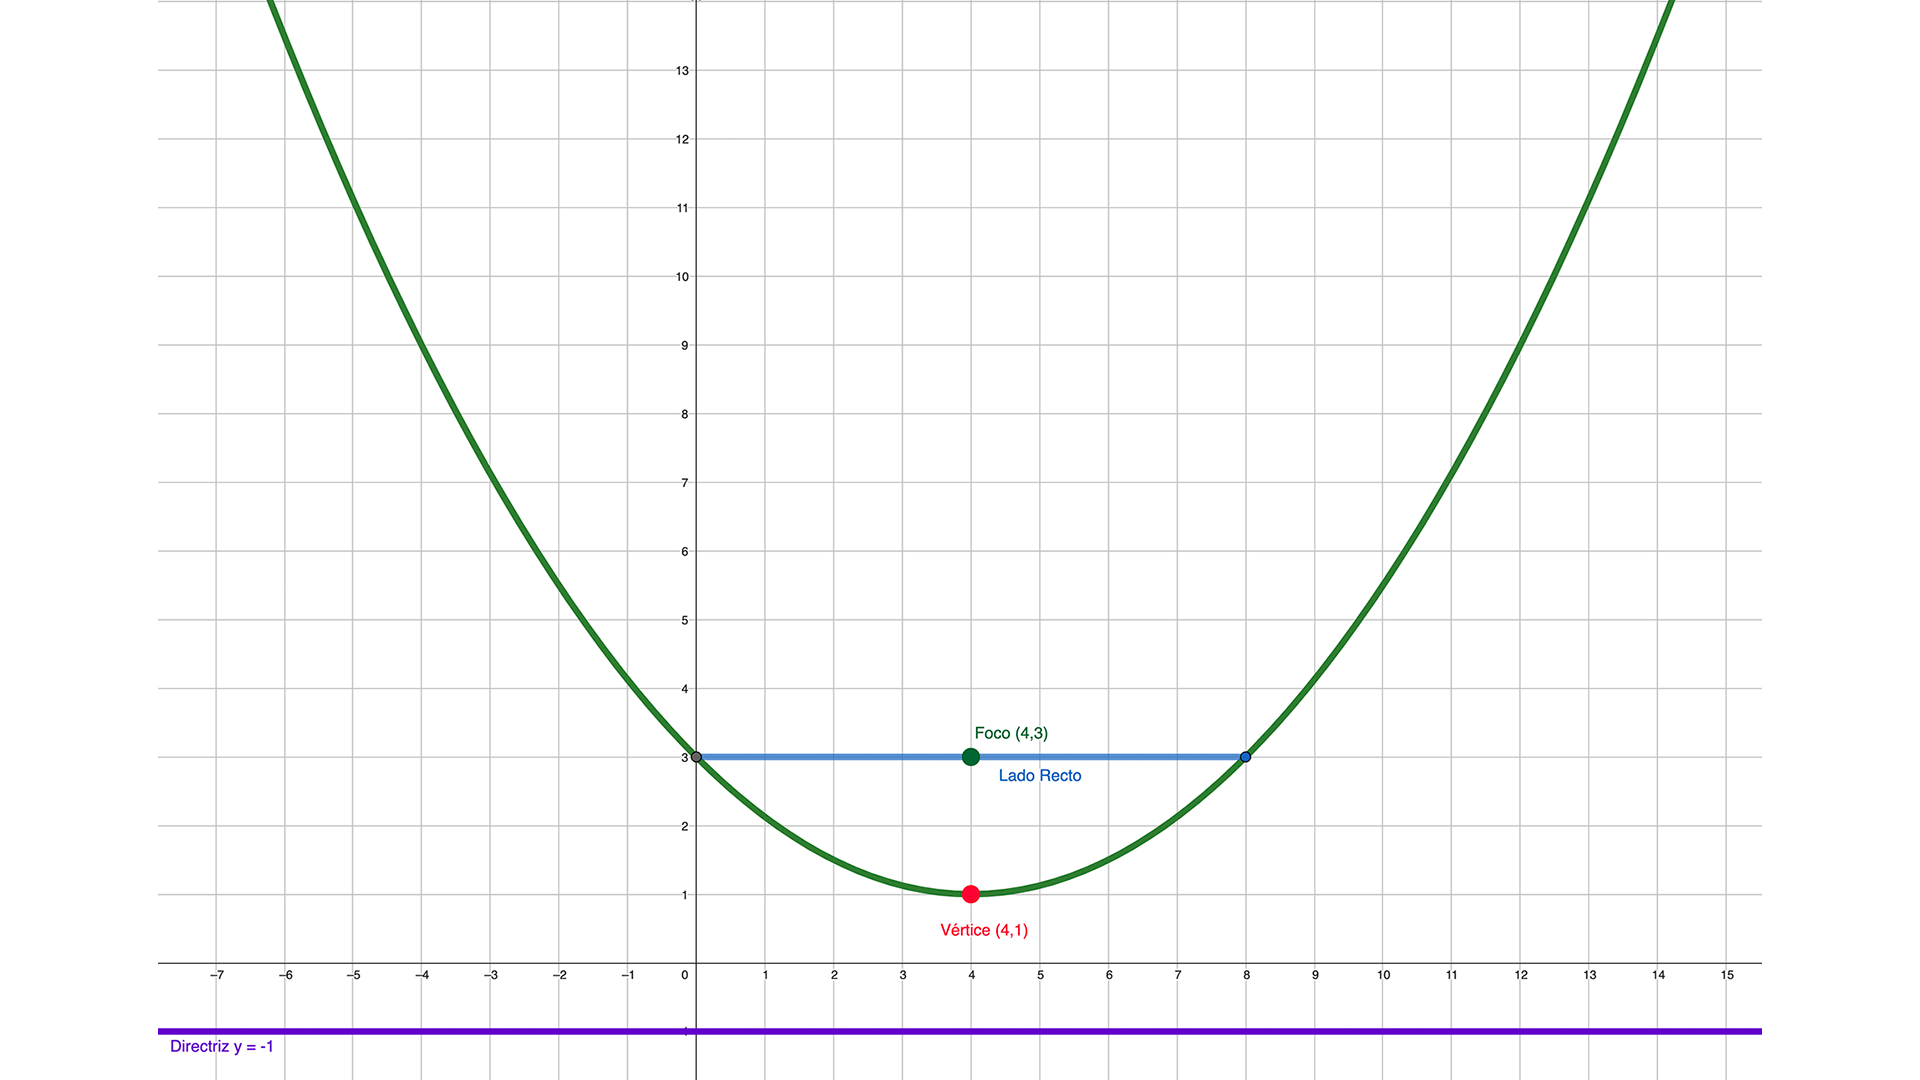 13
12
11
10
9
8
7
6
5
4
Foco (4,3)
3
Lado Recto
2
1
Vértice (4,1)
–7 –6 –5 –4 –3 –2 –1 0 1 2 3 4 5 6 7 8 9 10 11 12 13 14 15
Directriz y = -1